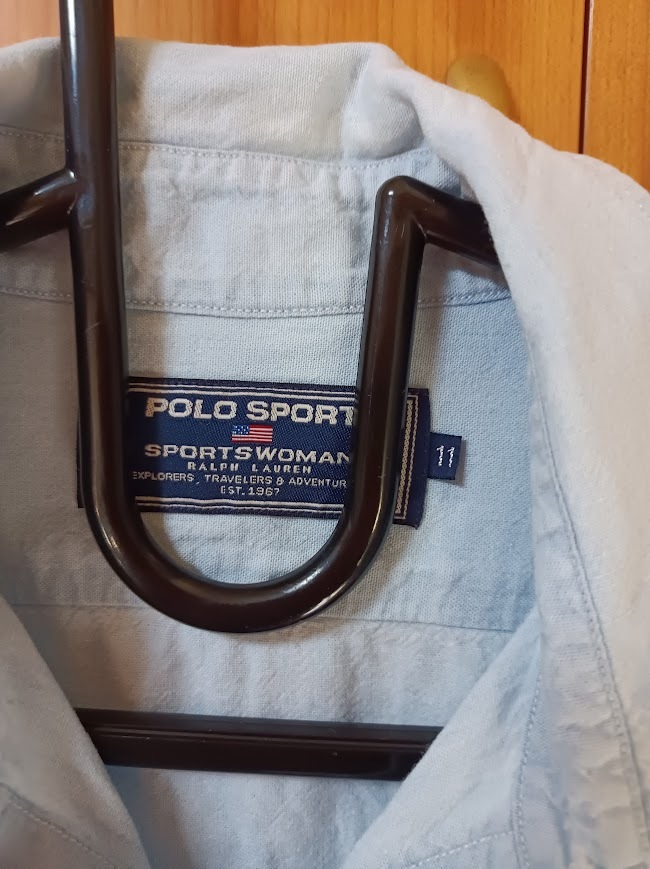 POLO SPORT
SPORTSWOMAN
RALPH LAUREN
EXPLORERS, TRAVELERS & ADVENTUR
EST. 1967
11